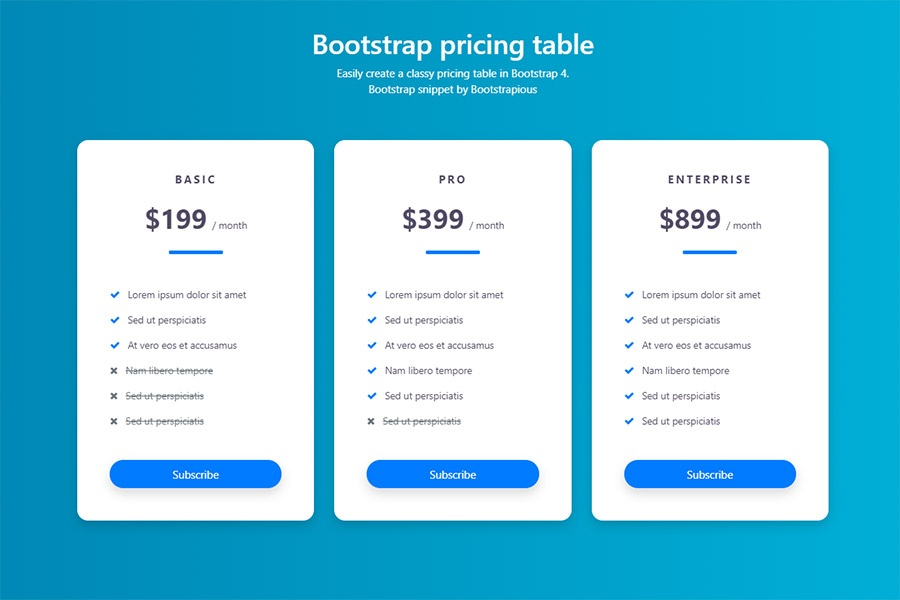 Bootstrap pricing table
Easily create a classy pricing table in Bootstrap 4.
Bootstrap snippet by Bootstrapious
BASIC
$199 / month
Lorem ipsum dolor sit amet
Sed ut perspiciatis
At vero eos et accusamus
Nam libero tempore
Sed ut perspiciatis
Sed ut perspiciatis
Subscribe
PRO
$399 / month
Lorem ipsum dolor sit amet
Sed ut perspiciatis
At vero eos et accusamus
Nam libero tempore
Sed ut perspiciatis
Sed ut perspiciatis
Subscribe
ENTERPRISE
$899 / month
Lorem ipsum dolor sit amet
Sed ut perspiciatis
At vero eos et accusamus
Nam libero tempore
Sed ut perspiciatis
Sed ut perspiciatis
Subscribe